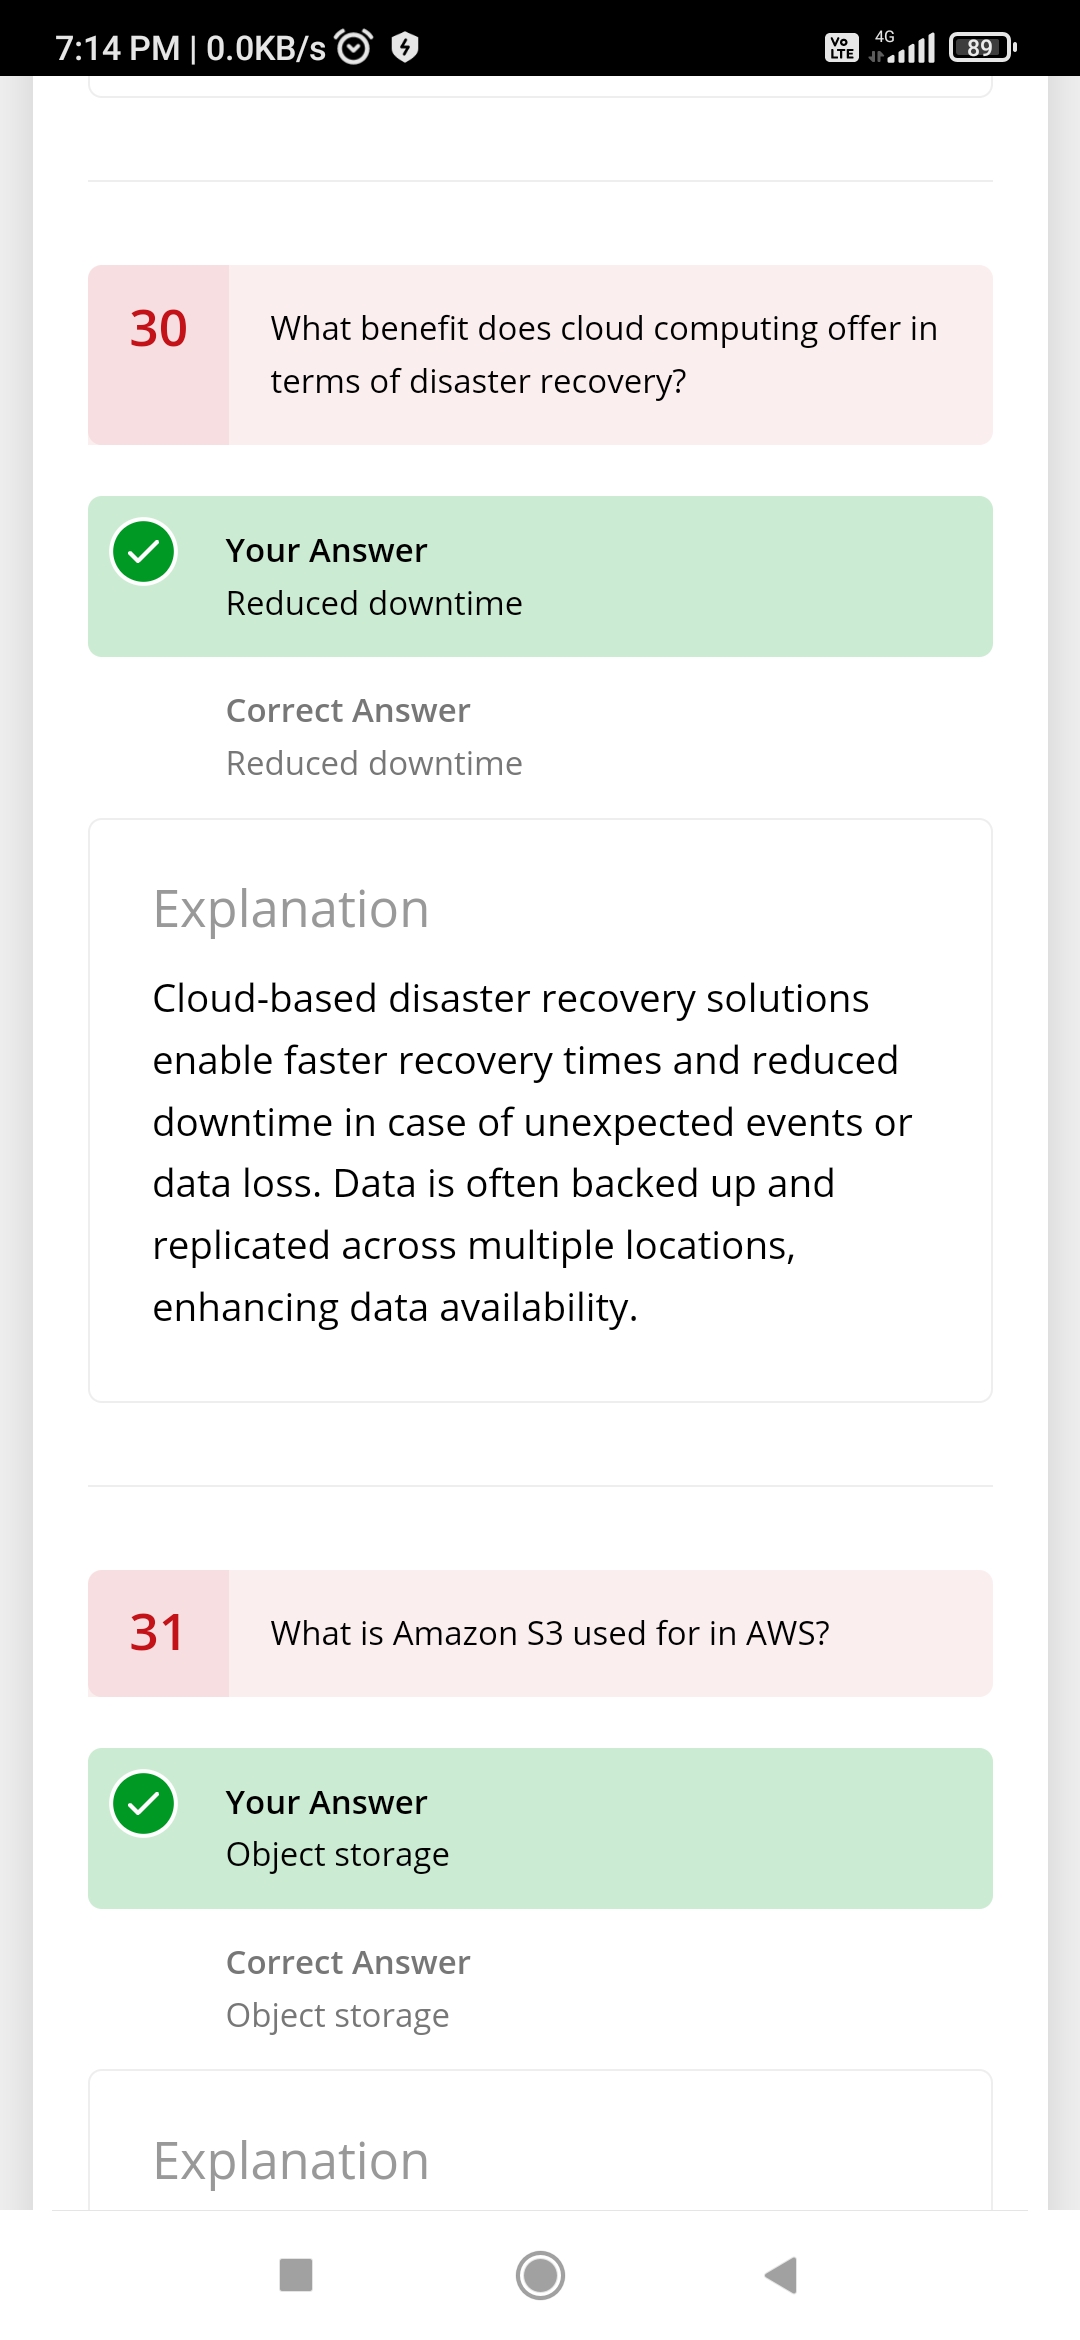 7:14 PM | 0.0KB/s
Vo
LTE
4G
89
30
What benefit does cloud computing offer in
terms of disaster recovery?
Your Answer
Reduced downtime
Correct Answer
Reduced downtime
Explanation
Cloud-based disaster recovery solutions
enable faster recovery times and reduced
downtime in case of unexpected events or
data loss. Data is often backed up and
replicated across multiple locations,
enhancing data availability.
31
What is Amazon S3 used for in AWS?
Your Answer
Object storage
Correct Answer
Object storage
Explanation